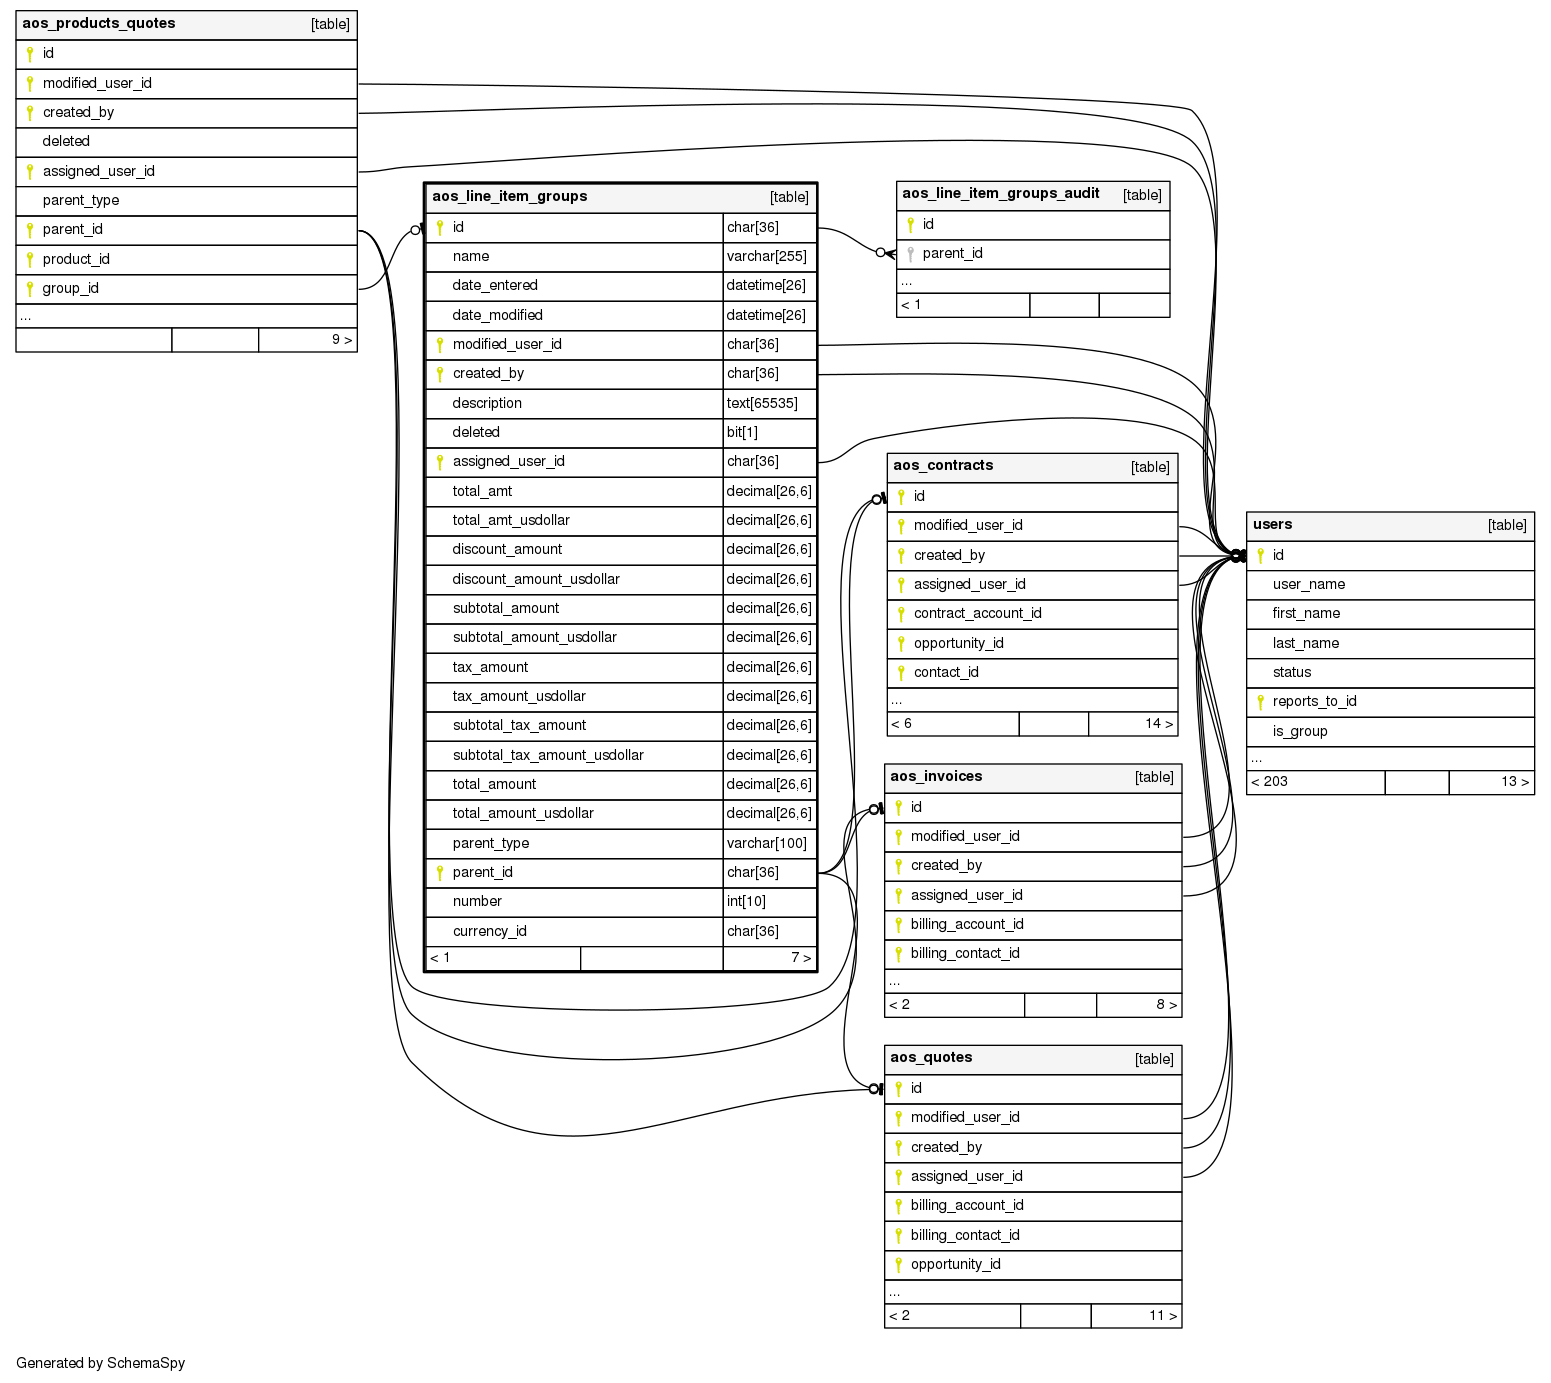 aos_products_quotes [table]
id
modified_user_id
created_by
deleted
assigned_user_id
parent_type
parent_id
product_id
group_id
...
9 >
aos_line_item_groups [table]
id char[36]
name varchar[255]
date_entered datetime[26]
date_modified datetime[26]
modified_user_id char[36]
created_by char[36]
description text[65535]
deleted bit[1]
assigned_user_id char[36]
total_amt decimal[26,6]
total_amt_usdollar decimal[26,6]
discount_amount decimal[26,6]
discount_amount_usdollar decimal[26,6]
subtotal_amount decimal[26,6]
subtotal_amount_usdollar decimal[26,6]
tax_amount decimal[26,6]
tax_amount_usdollar decimal[26,6]
subtotal_tax_amount decimal[26,6]
subtotal_tax_amount_usdollar decimal[26,6]
total_amount decimal[26,6]
total_amount_usdollar decimal[26,6]
parent_type varchar[100]
parent_id char[36]
number int[10]
currency_id char[36]
< 1 7 >
aos_line_item_groups_audit [table]
id
parent_id
...
< 1
aos_contracts [table]
id
modified_user_id
created_by
assigned_user_id
contract_account_id
opportunity_id
contact_id
...
< 6 14 >
aos_invoices [table]
id
modified_user_id
created_by
assigned_user_id
billing_account_id
billing_contact_id
...
< 2 8 >
aos_quotes [table]
id
modified_user_id
created_by
assigned_user_id
billing_account_id
billing_contact_id
opportunity_id
...
< 2 11 >
users [table]
id
user_name
first_name
last_name
status
reports_to_id
is_group
...
< 203 13 >
Generated by SchemaSpy